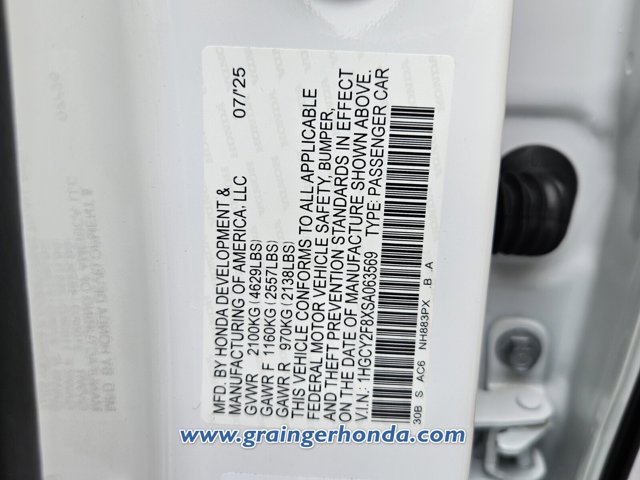 MFD. BY HONDA DEVELOPMENT &
MANUFACTURING OF AMERICA, LLC 07/'25
GVWR 2100KG(4629LBS)
GAWR F 1160KG(2557LBS)
GAWR R 970KG(2138LBS)
THIS VEHICLE CONFORMS TO ALL APPLICABLE
FEDERAL MOTOR VEHICLE SAFETY, BUMPER,
AND THEFT PREVENTION STANDARDS IN EFFECT
ON THE DATE OF MANUFACTURE SHOWN ABOVE.
V.I.N.: 1HGCY2F8XSA063569 TYPE: PASSENGER CAR
30B S AC6 NH883PX .B .A
www.graingerhonda.com